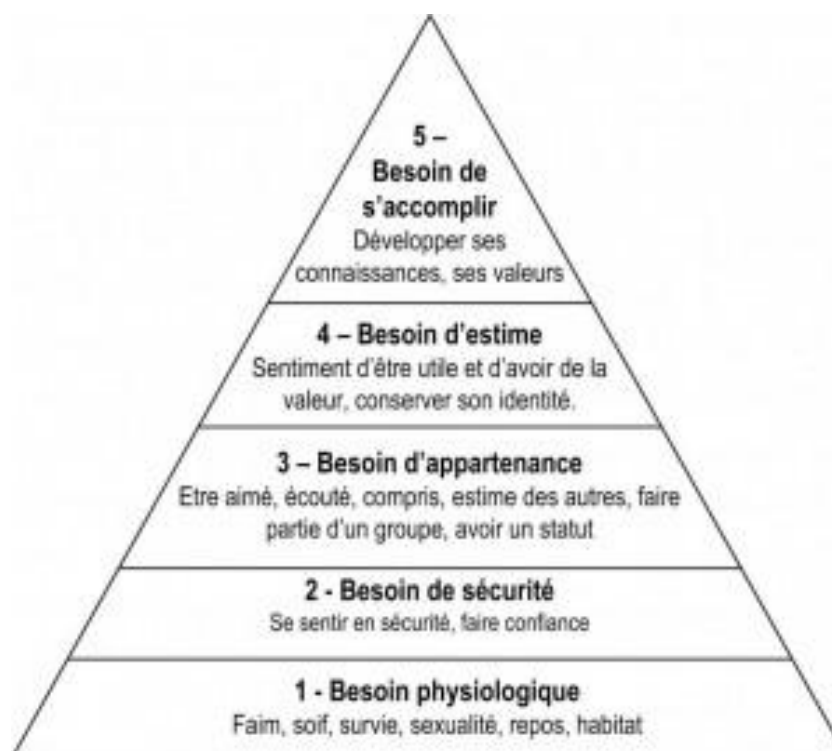 5 –
Besoin de
s’accomplir
Développer ses
connaissances, ses valeurs
4 – Besoin d’estime
Sentiment d’être utile et d’avoir de la
valeur, conserver son identité.
3 – Besoin d’appartenance
Etre aimé, écouté, compris, estime des autres, faire
partie d’un groupe, avoir un statut
2 - Besoin de sécurité
Se sentir en sécurité, faire confiance
1 - Besoin physiologique
Faim, soif, survie, sexualité, repos, habitat